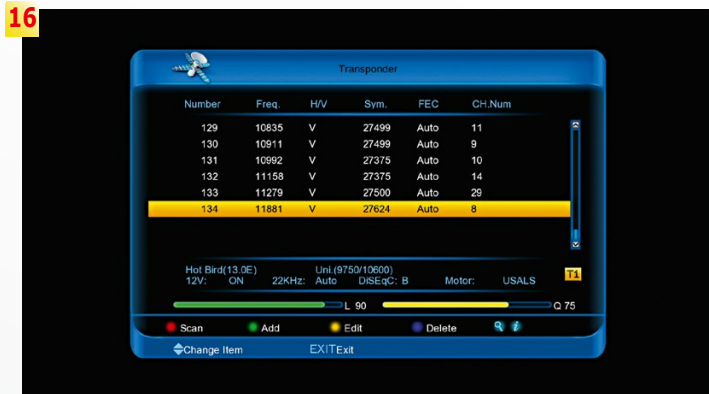 16
Transponder
Number Freq. H/V Sym. FEC CH.Num
129 10835 V 27499 Auto 11
130 10911 V 27499 Auto 9
131 10992 V 27375 Auto 10
132 11158 V 27375 Auto 14
133 11279 V 27500 Auto 29
134 11881 V 27624 Auto 8
Hot Bird(13.0E) Uni.(9750/10600)
12V: ON 22KHz: Auto DiSEqC: B Motor: USALS
T1
L 90 Q 75
Scan Add Edit Delete
Change Item EXITExit